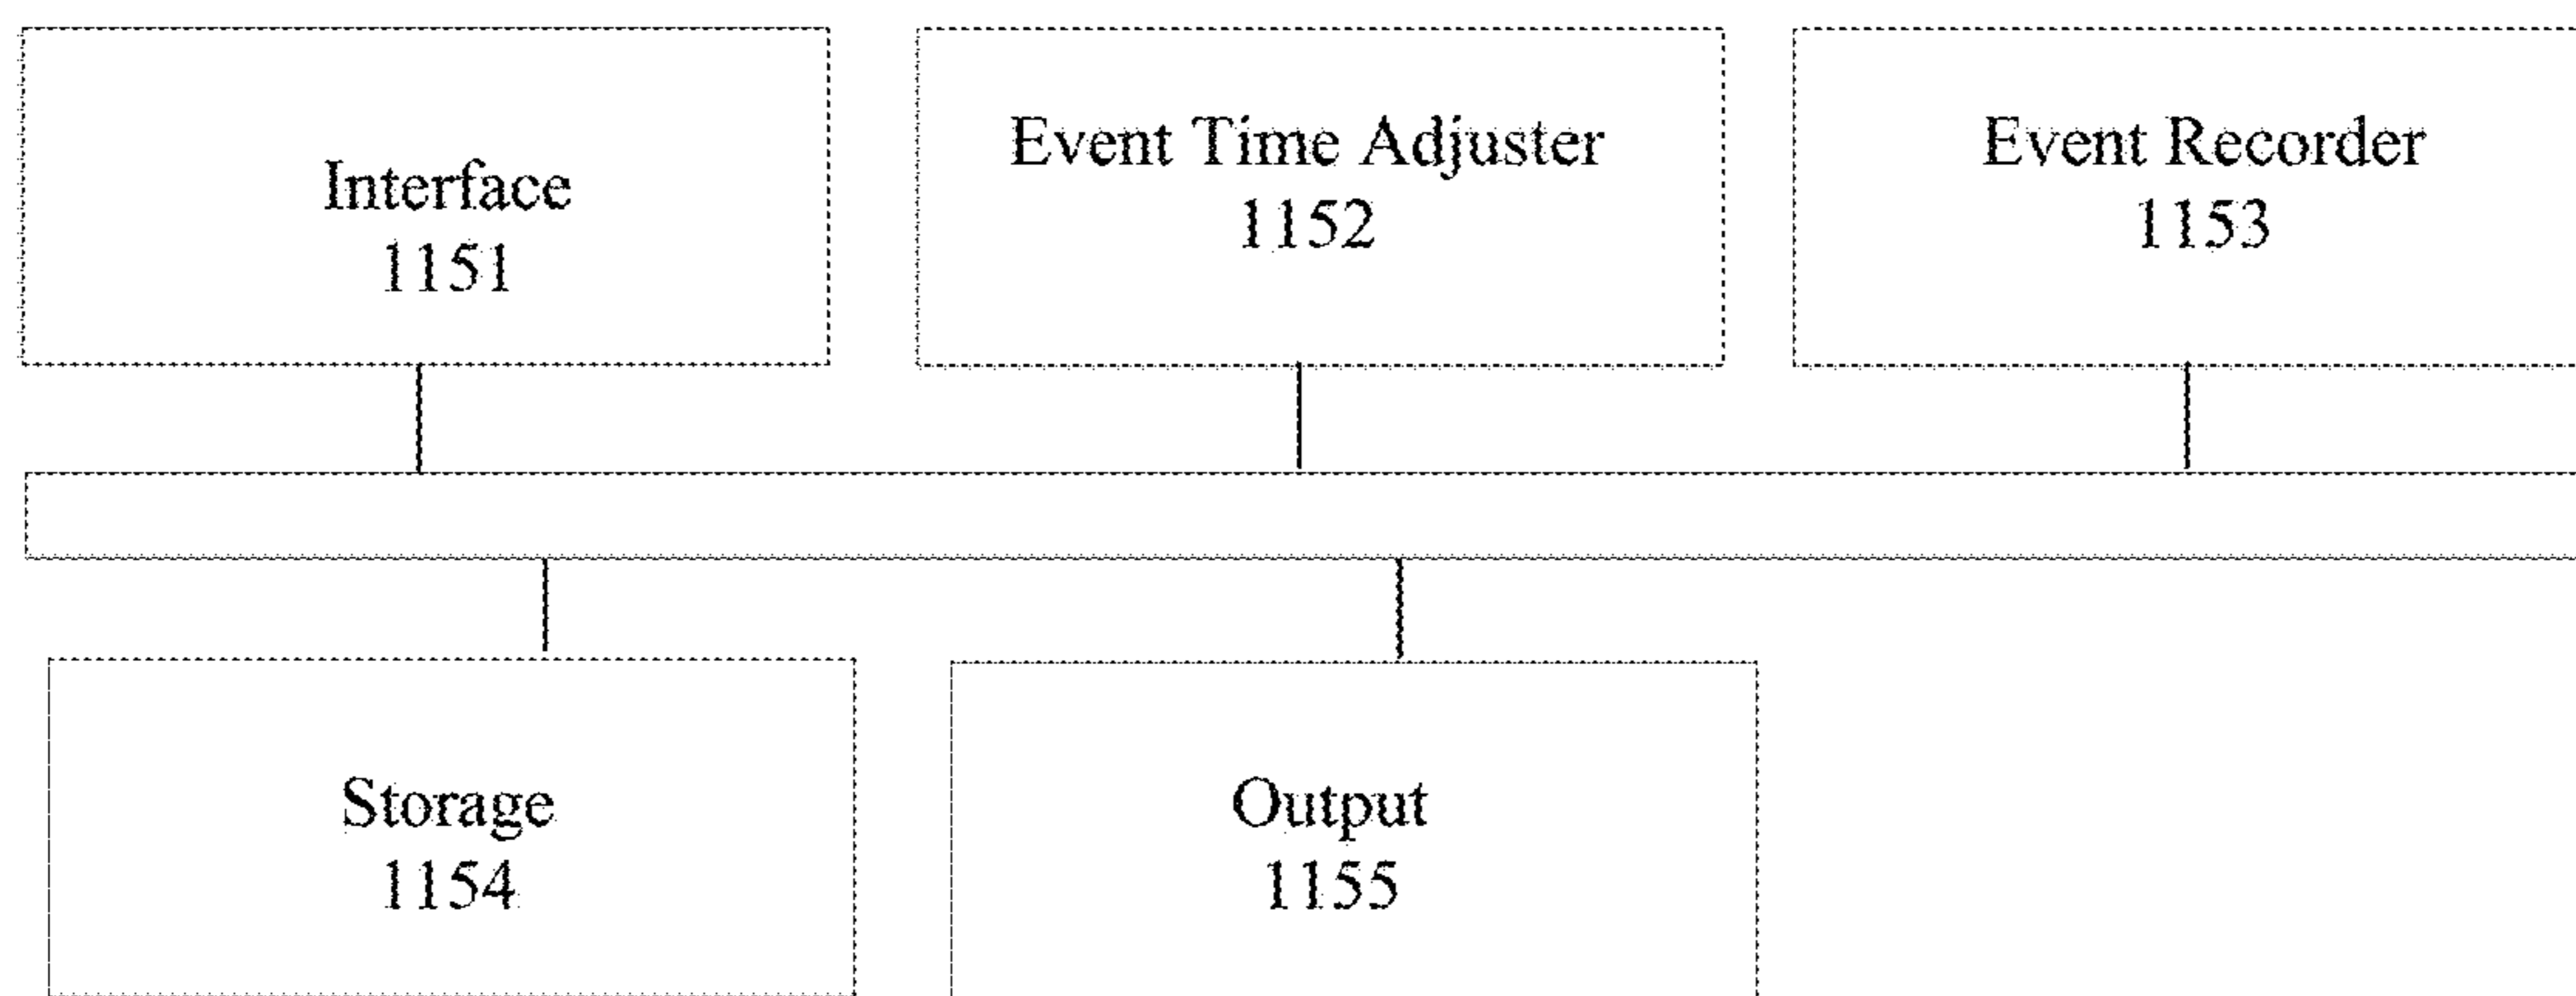 Interface
1151
Event Time Adjuster
1152
Event Recorder
1153
Storage
1154
Output
1155